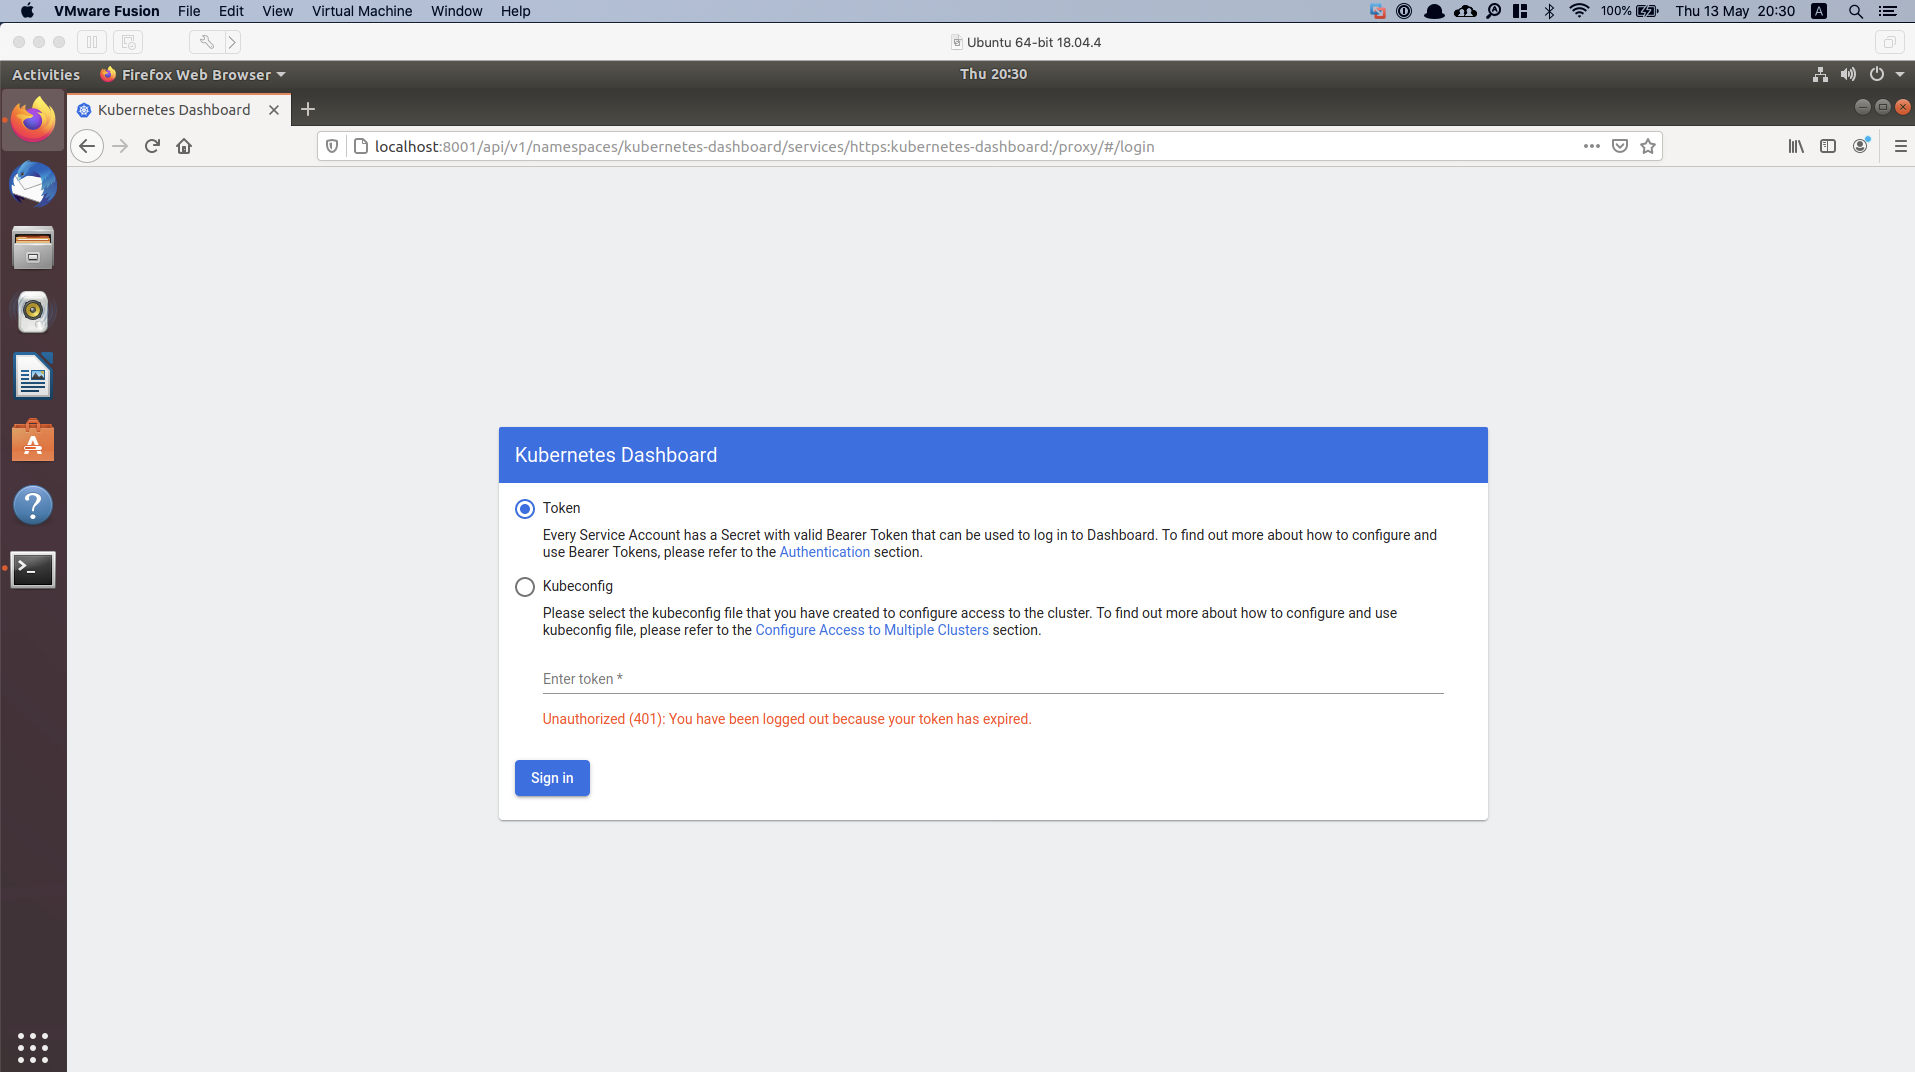 VMware Fusion File Edit View Virtual Machine Window Help 100% Thu 13 May 20:30 A
Ubuntu 64-bit 18.04.4
Activities Firefox Web Browser Thu 20:30
Kubernetes Dashboard
localhost:8001/api/v1/namespaces/kubernetes-dashboard/services/https:kubernetes-dashboard:/proxy/#/login
Kubernetes Dashboard
Token
Every Service Account has a Secret with valid Bearer Token that can be used to log in to Dashboard. To find out more about how to configure and
use Bearer Tokens, please refer to the Authentication section.
Kubeconfig
Please select the kubeconfig file that you have created to configure access to the cluster. To find out more about how to configure and use
kubeconfig file, please refer to the Configure Access to Multiple Clusters section.
Enter token *
Unauthorized (401): You have been logged out because your token has expired.
Sign in